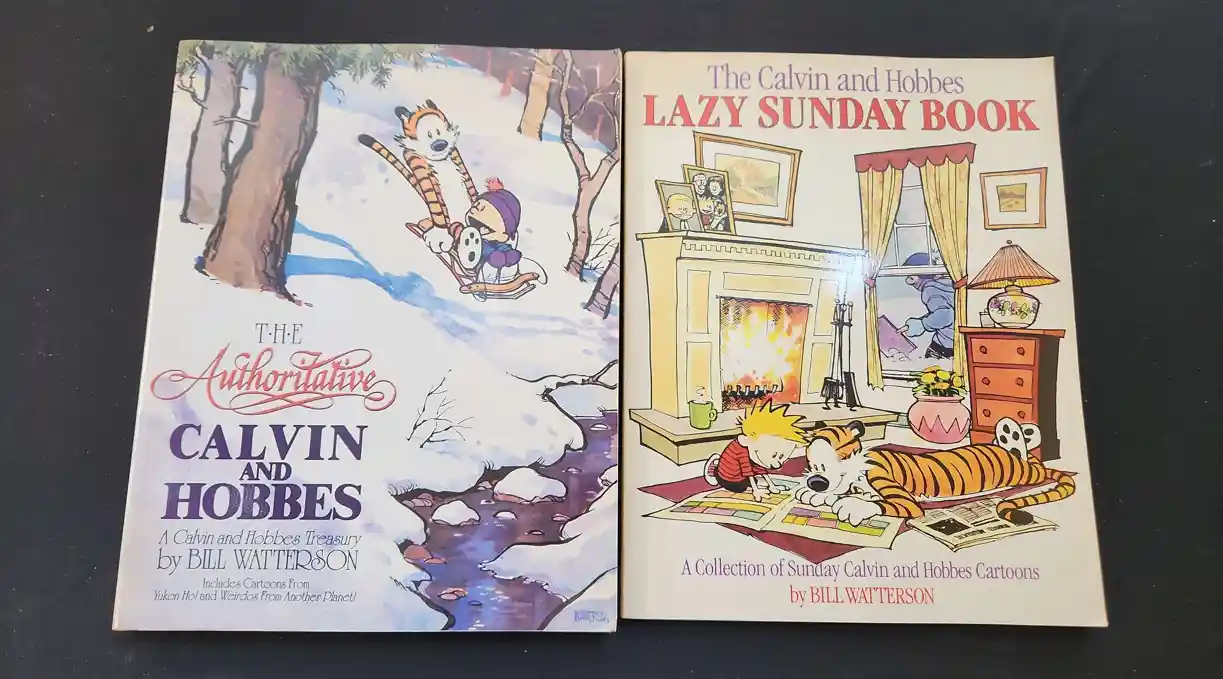 T·H·E
Authoritative
CALVIN
AND
HOBBES
A Calvin and Hobbes Treasury
by BILL WATTERSON
Includes Cartoons From
Yukon Ho! and Weirdos From Another Planet!
The Calvin and Hobbes
LAZY SUNDAY BOOK
A Collection of Sunday Calvin and Hobbes Cartoons
by BILL WATTERSON